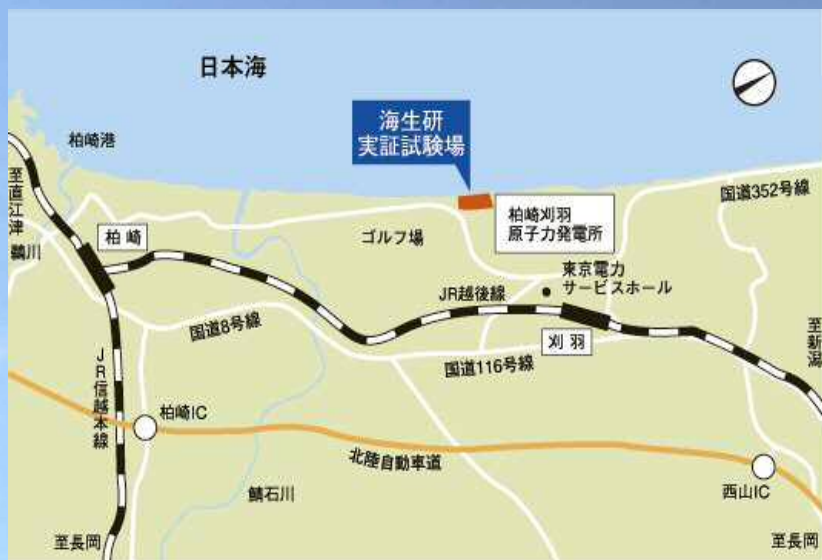 日本海
海生研
実証試験場
柏崎港
国道352号線
至直江津
柏崎刈羽
原子力発電所
柏崎
ゴルフ場
鵜川
東京電力
サービスホール
JR越後線
国道8号線
刈羽
至新潟
国道116号線
JR信越本線
柏崎IC
北陸自動車道
西山IC
鯖石川
至長岡
至長岡